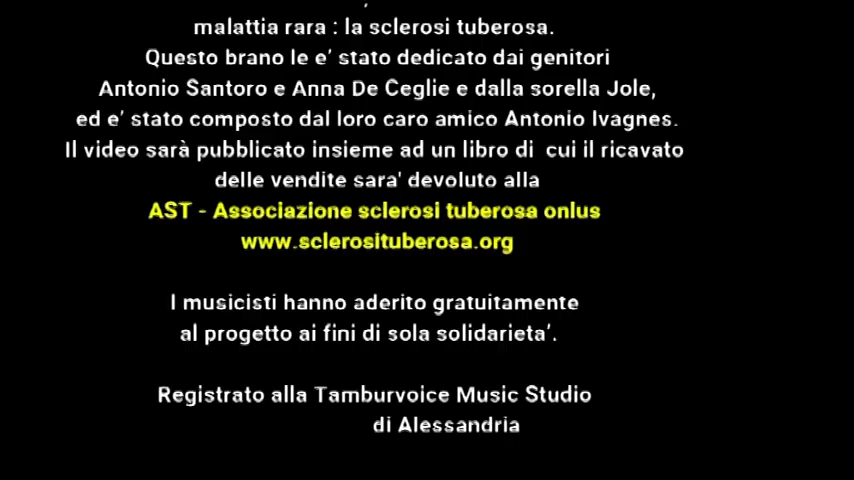 malattia rara : la sclerosi tuberosa.
Questo brano le e' stato dedicato dai genitori
Antonio Santoro e Anna De Ceglie e dalla sorella Jole,
ed e' stato composto dal loro caro amico Antonio Ivagnes.
Il video sarà pubblicato insieme ad un libro di cui il ricavato
delle vendite sara' devoluto alla
AST - Associazione sclerosi tuberosa onlus
www.sclerosituberosa.org
I musicisti hanno aderito gratuitamente
al progetto ai fini di sola solidarieta'.
Registrato alla Tamburvoice Music Studio
di Alessandria